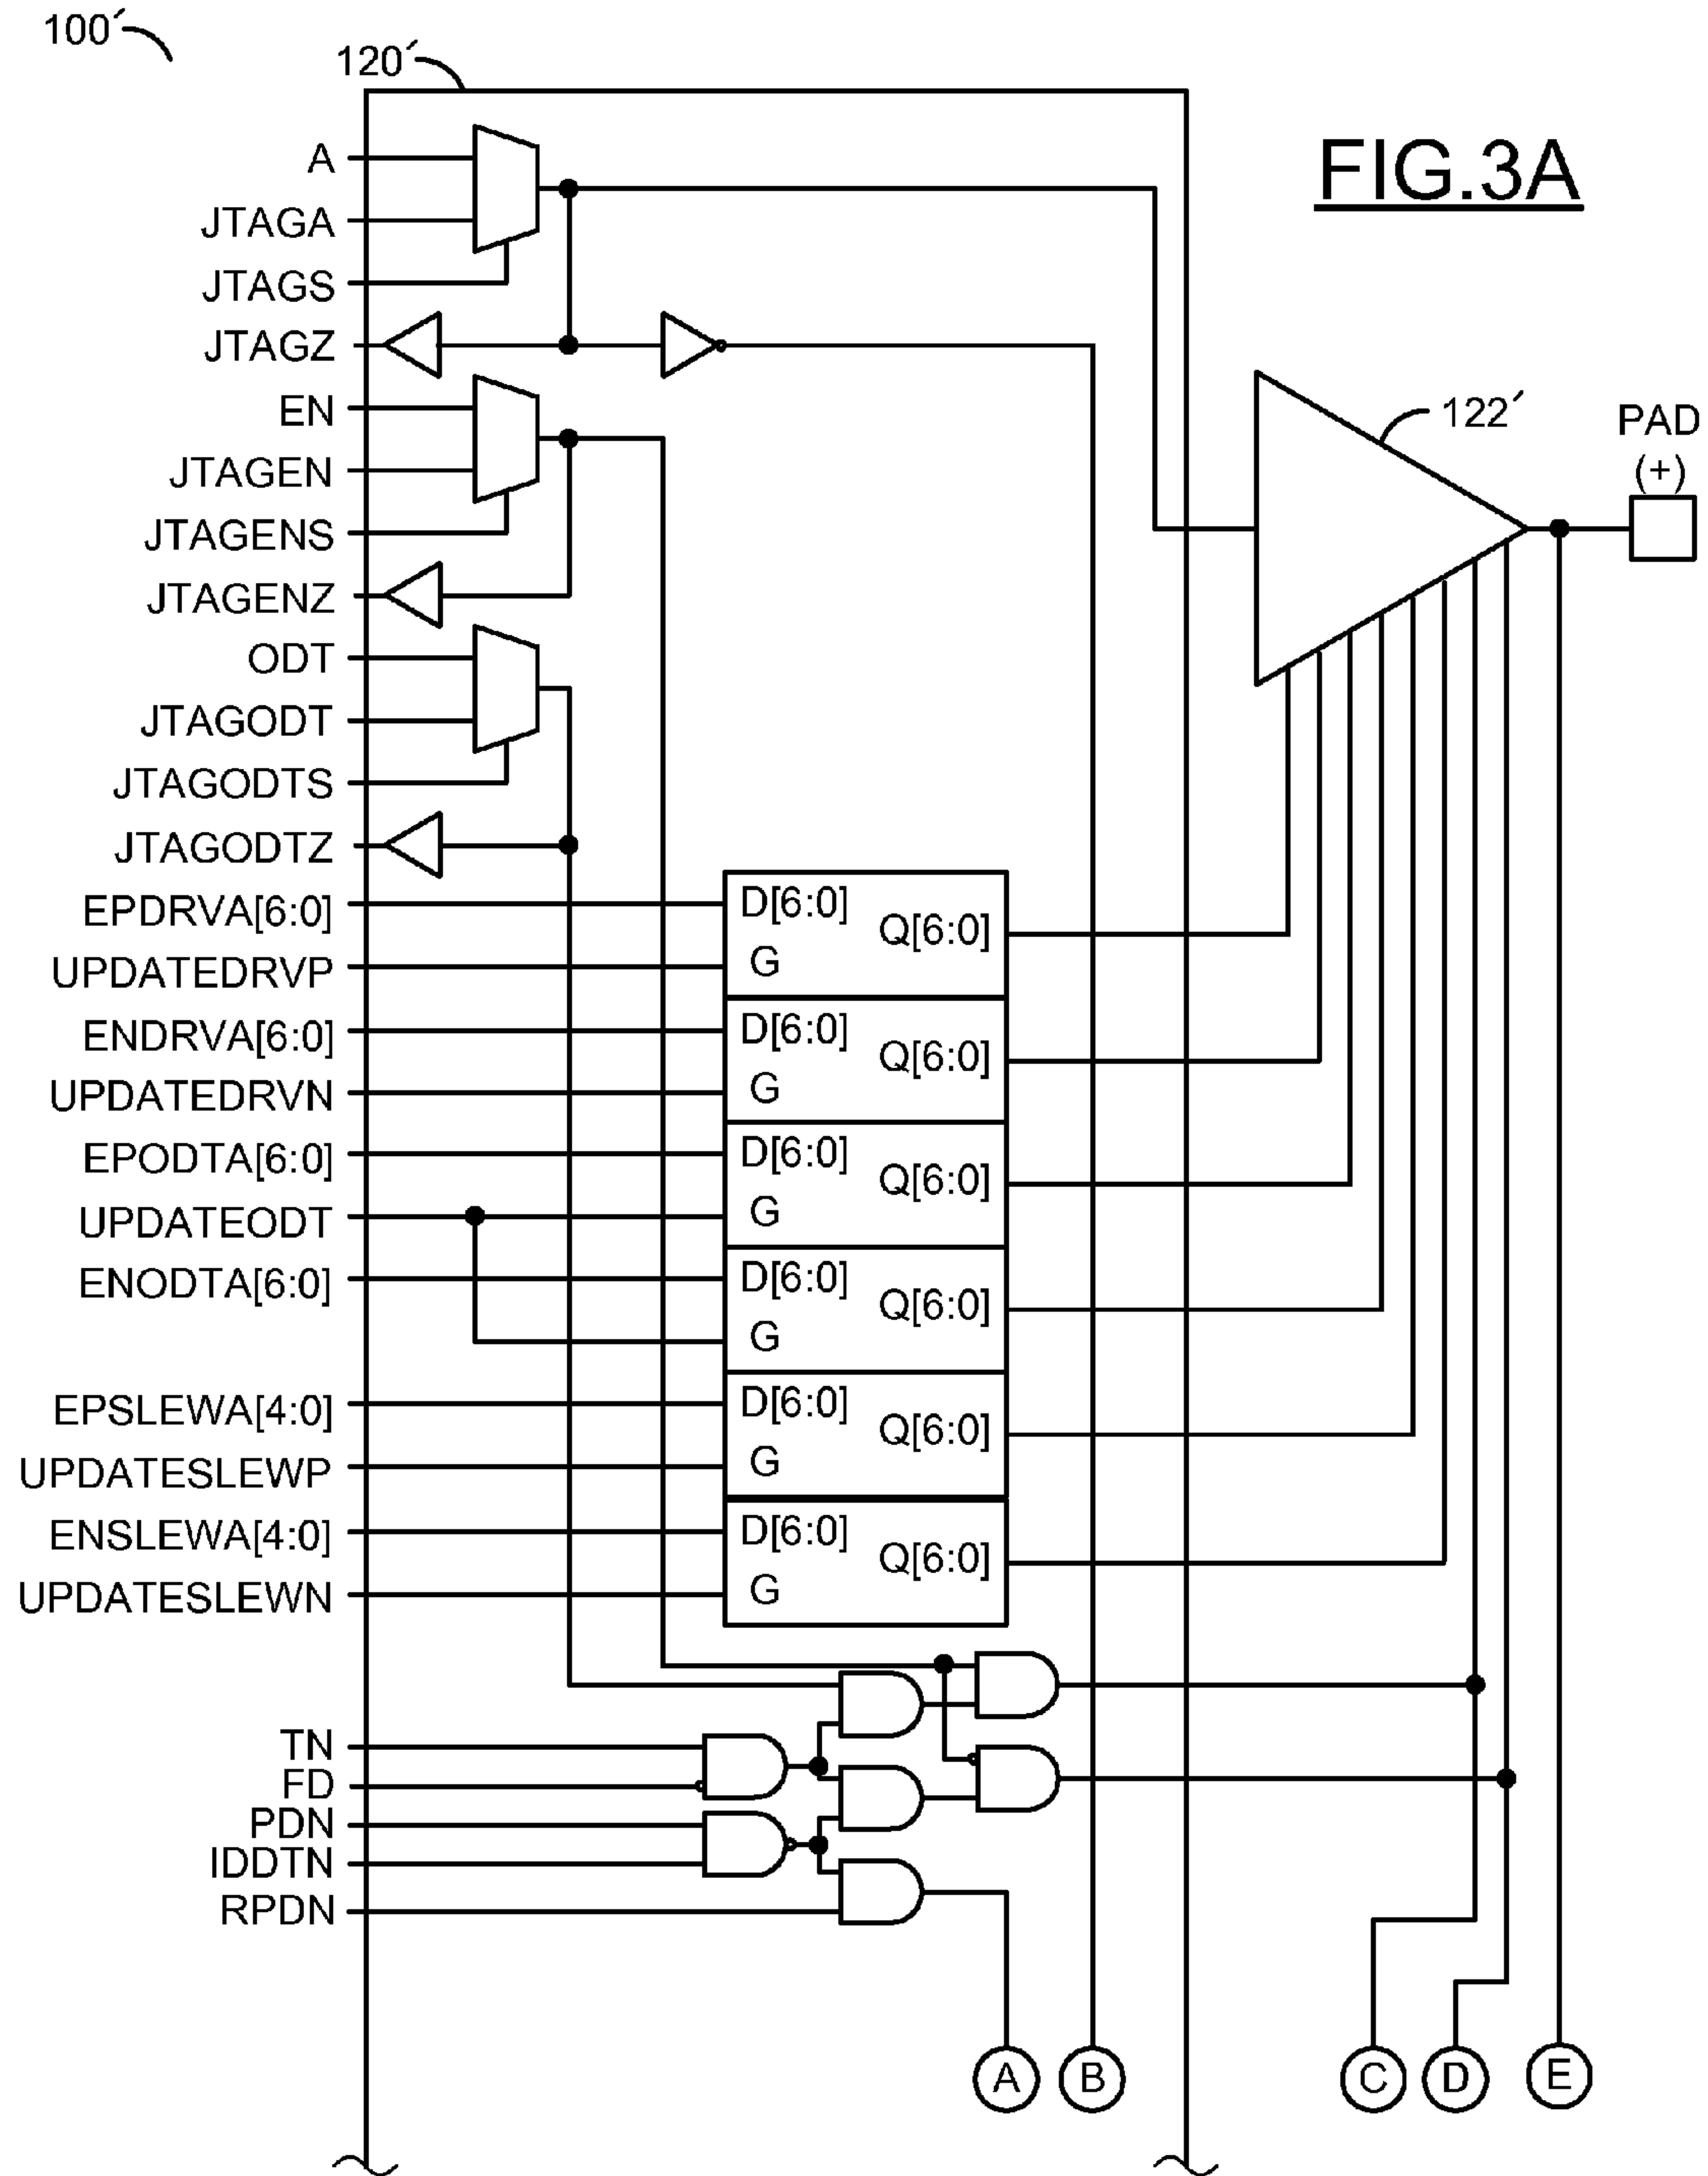 100´
120´
FIG.3A
A
JTAGA
JTAGS
JTAGZ
EN
JTAGEN
JTAGENS
JTAGENZ
ODT
JTAGODT
JTAGODTS
JTAGODTZ
122´
PAD
(+)
EPDRVA[6:0]
D[6:0]
Q[6:0]
UPDATEDRVP
G
ENDRVA[6:0]
D[6:0]
Q[6:0]
UPDATEDRVN
G
EPODTA[6:0]
D[6:0]
Q[6:0]
UPDATEODT
G
ENODTA[6:0]
D[6:0]
Q[6:0]
G
EPSLEWA[4:0]
D[6:0]
Q[6:0]
UPDATESLEWP
G
ENSLEWA[4:0]
D[6:0]
Q[6:0]
UPDATESLEWN
G
TN
FD
PDN
IDDTN
RPDN
A
B
C
D
E